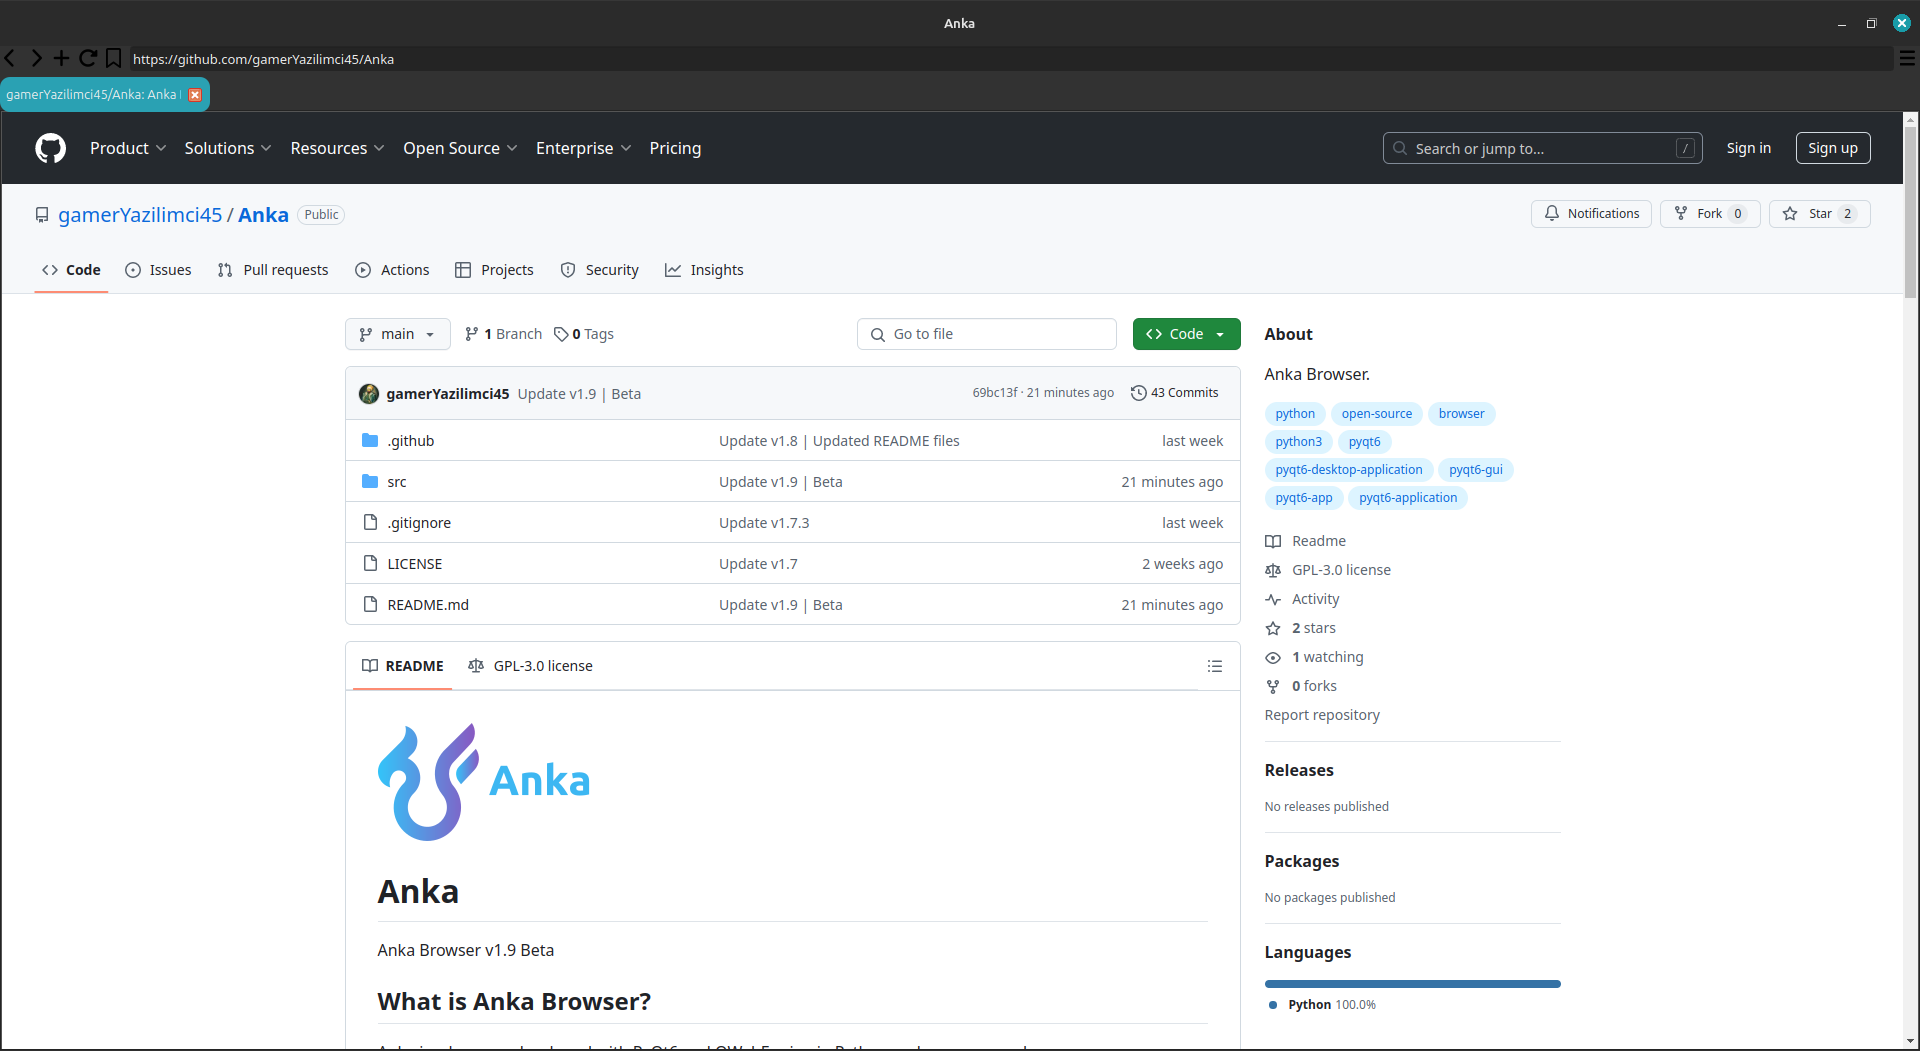 Anka
https://github.com/gamerYazilimci45/Anka
gamerYazilimci45/Anka: Anka
Product Solutions Resources Open Source Enterprise Pricing Search or jump to... / Sign in Sign up
gamerYazilimci45 / Anka Public Notifications Fork 0 Star 2
Code Issues Pull requests Actions Projects Security Insights
main 1 Branch 0 Tags Go to file Code
gamerYazilimci45 Update v1.9 | Beta 69bc13f · 21 minutes ago 43 Commits
.github Update v1.8 | Updated README files last week
src Update v1.9 | Beta 21 minutes ago
.gitignore Update v1.7.3 last week
LICENSE Update v1.7 2 weeks ago
README.md Update v1.9 | Beta 21 minutes ago
README GPL-3.0 license
Anka
Anka
Anka Browser v1.9 Beta
What is Anka Browser?
About
Anka Browser.
python open-source browser
python3 pyqt6
pyqt6-desktop-application pyqt6-gui
pyqt6-app pyqt6-application
Readme
GPL-3.0 license
Activity
2 stars
1 watching
0 forks
Report repository
Releases
No releases published
Packages
No packages published
Languages
Python 100.0%